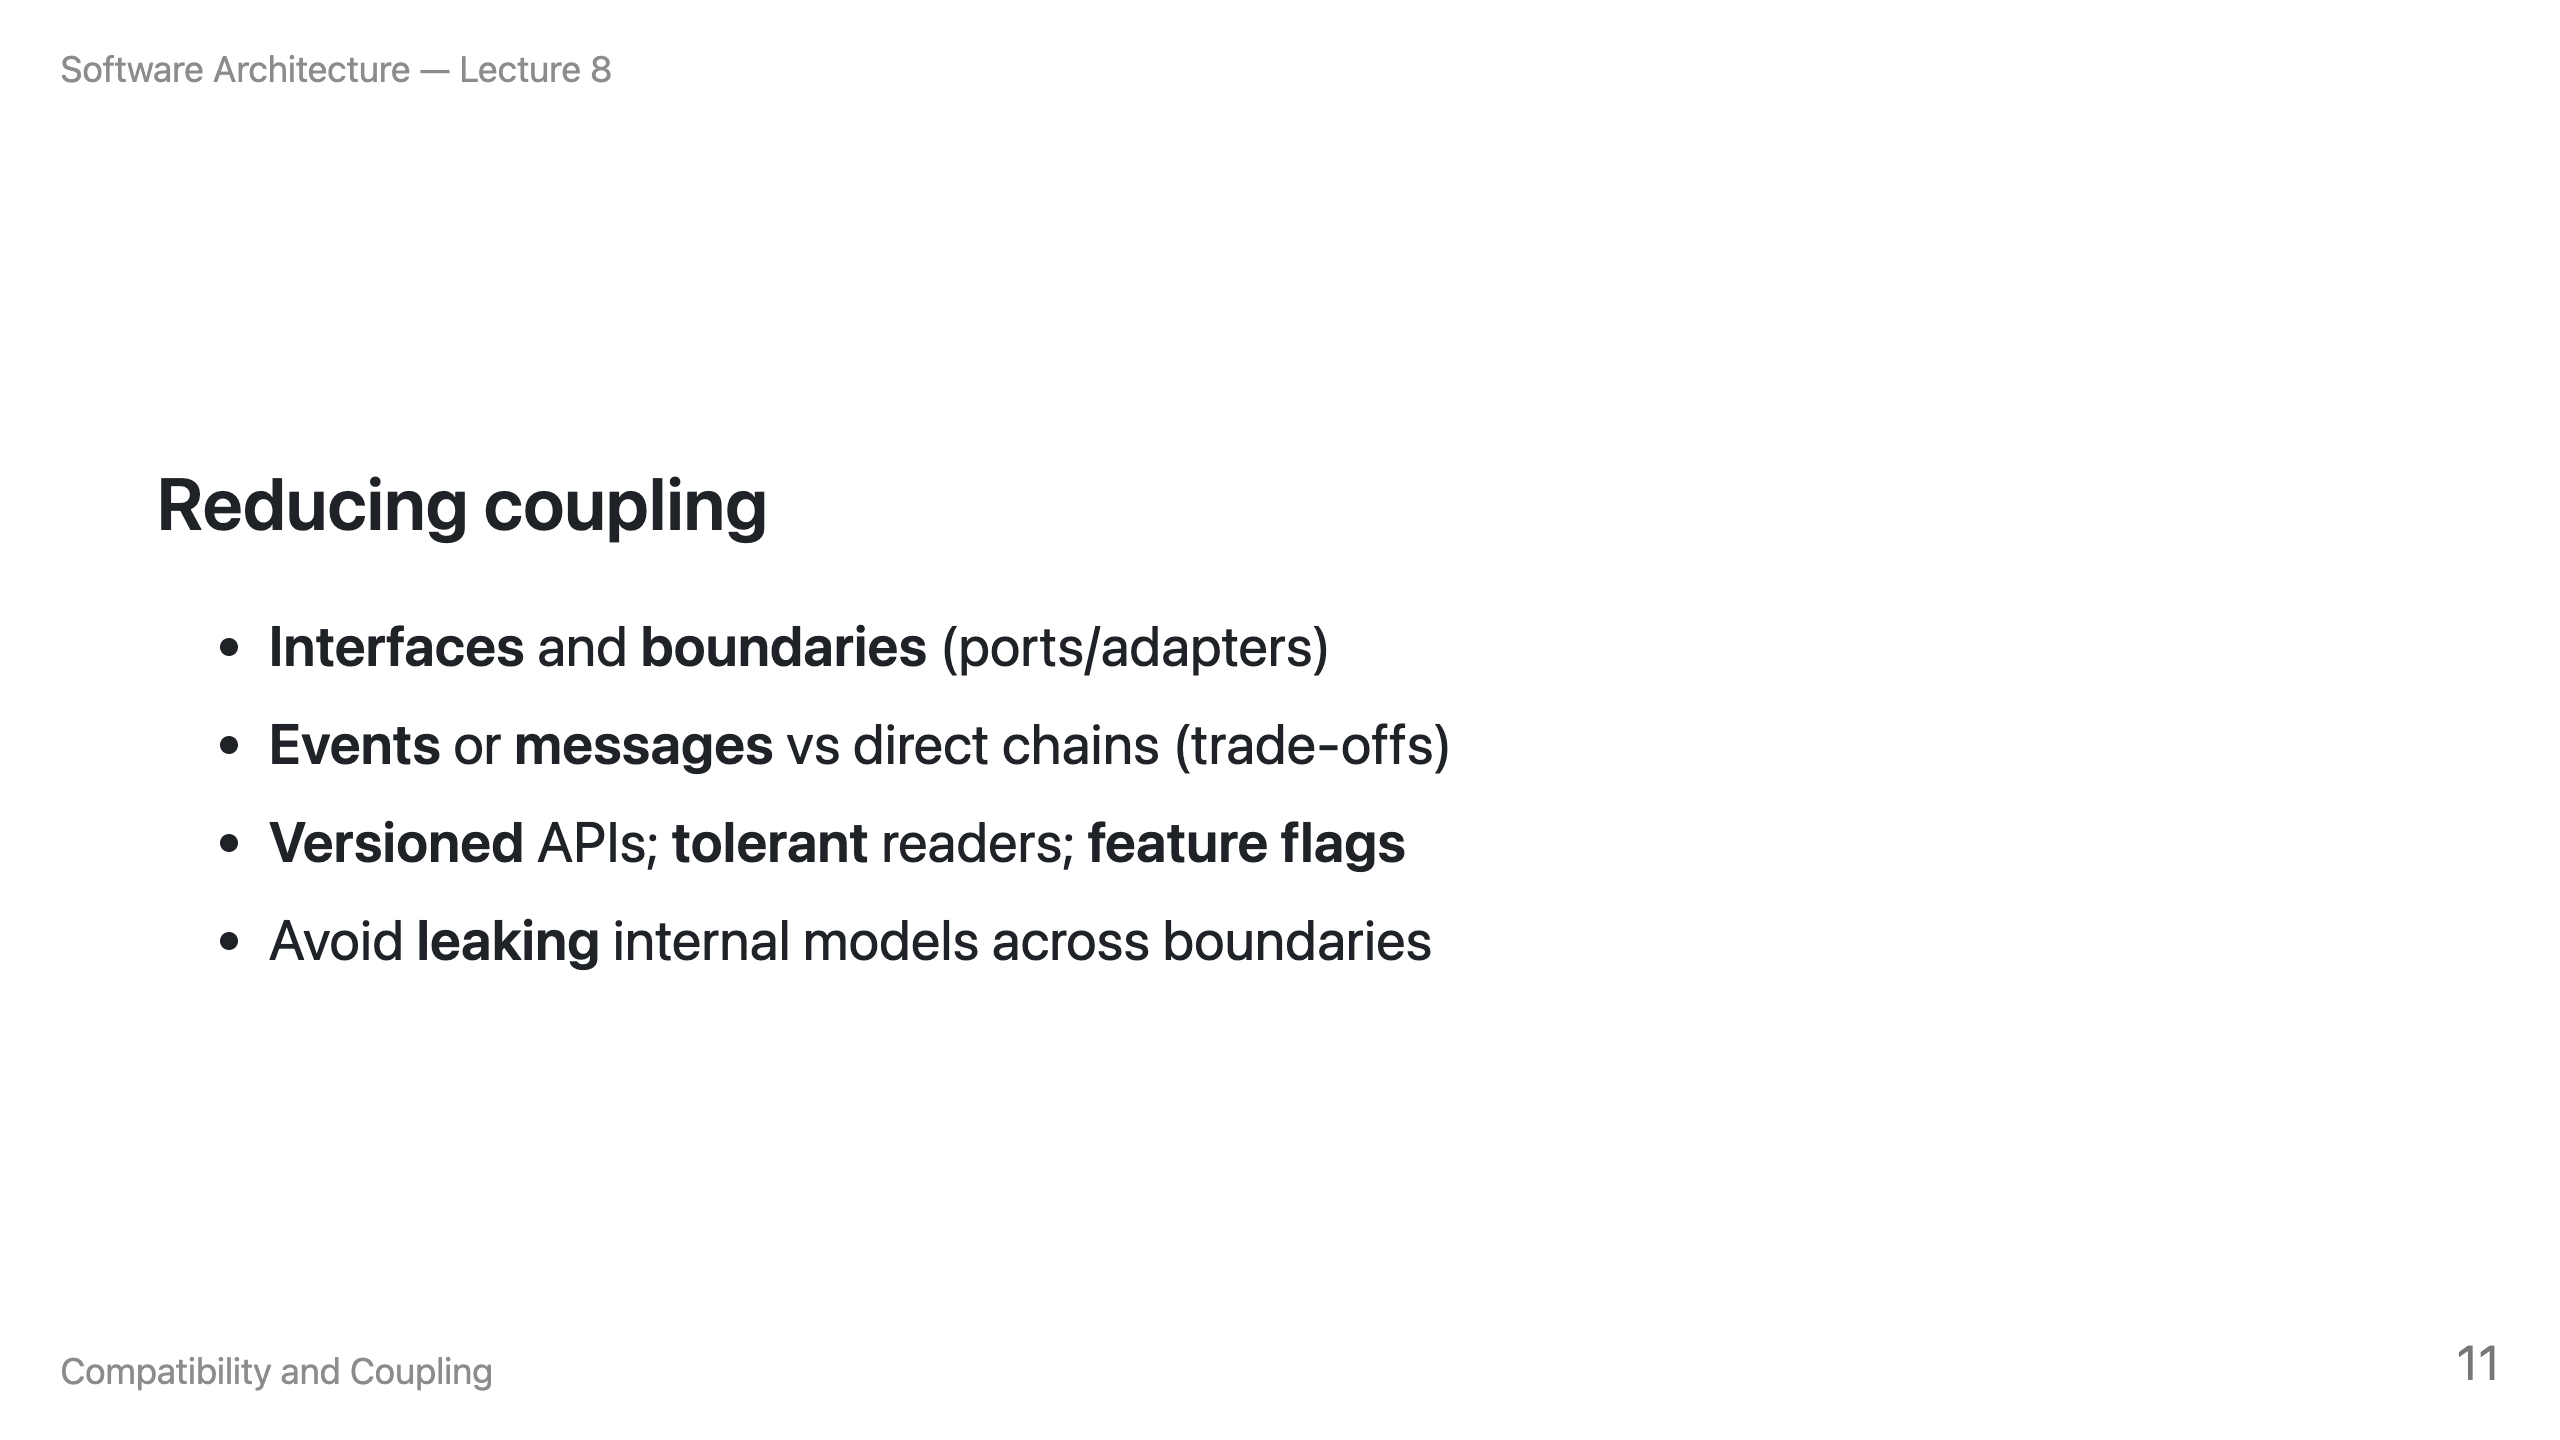 Software Architecture — Lecture 8
Reducing coupling
• Interfaces and boundaries (ports/adapters)
• Events or messages vs direct chains (trade-offs)
• Versioned APIs; tolerant readers; feature flags
• Avoid leaking internal models across boundaries
Compatibility and Coupling
11